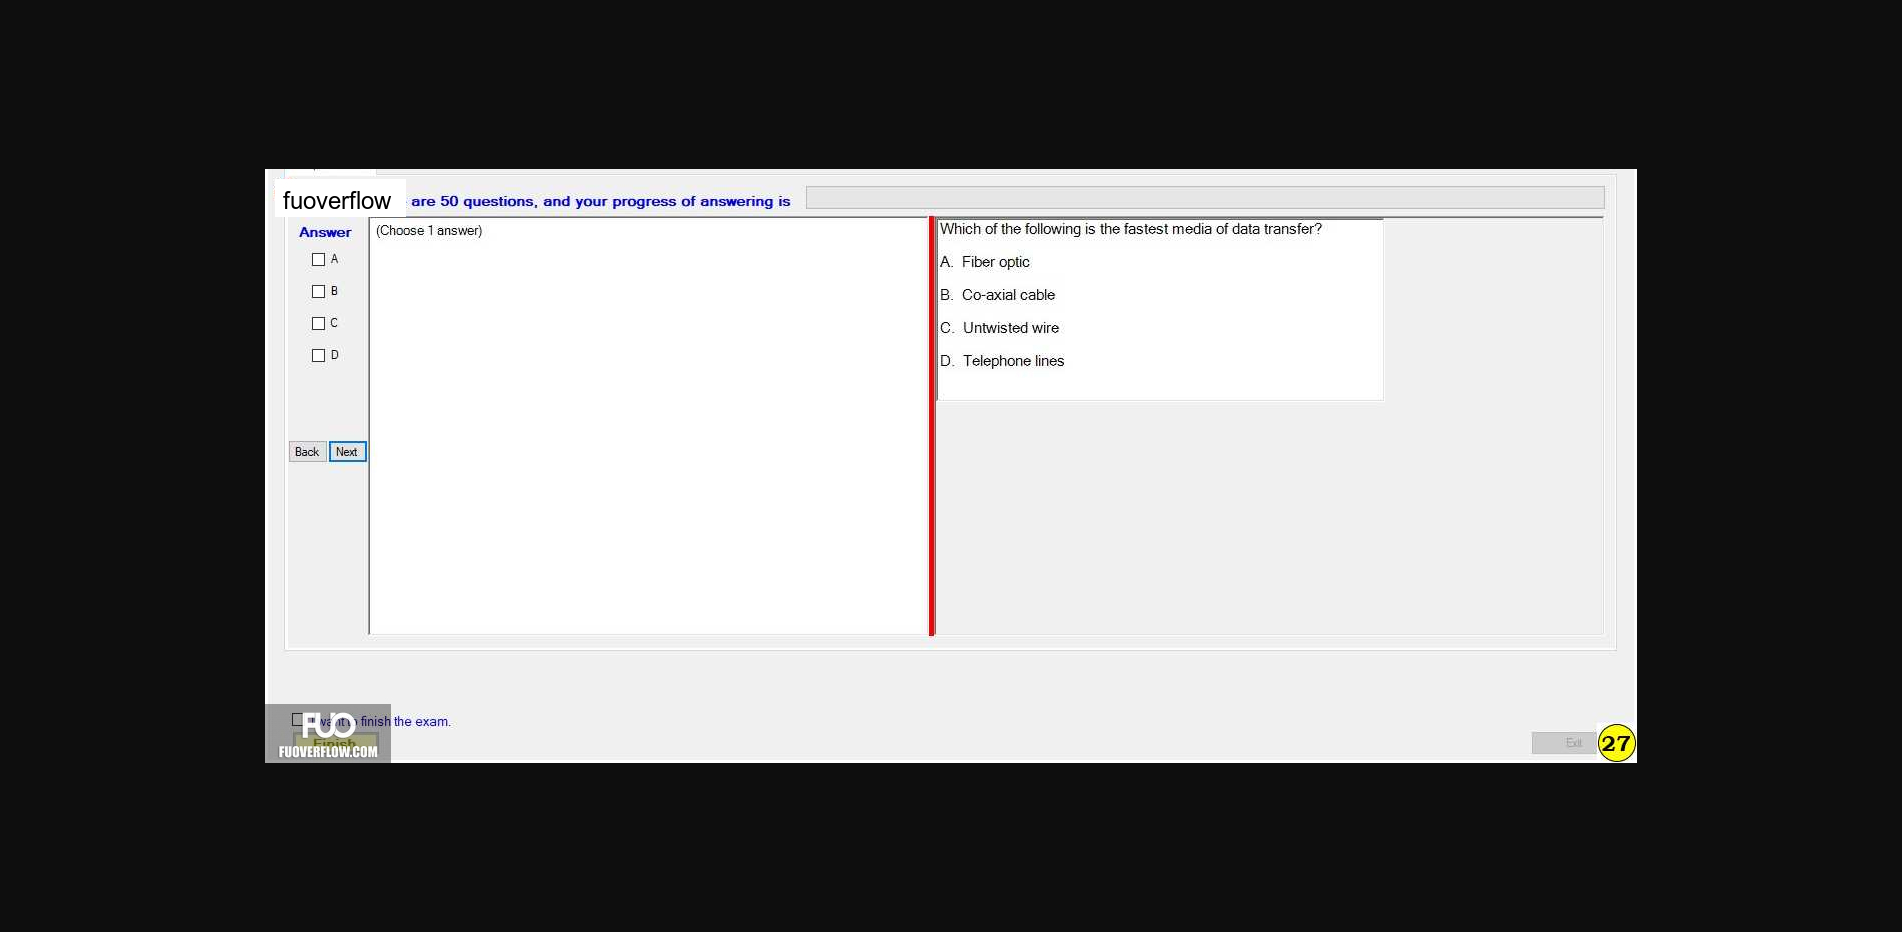 fuoverflow are 50 questions, and your progress of answering is
Answer
A
B
C
D
Back Next
(Choose 1 answer)
Which of the following is the fastest media of data transfer?
A. Fiber optic
B. Co-axial cable
C. Untwisted wire
D. Telephone lines
I want to finish the exam.
FUO
Finish
FUOVERFLOW.COM
Exit
27